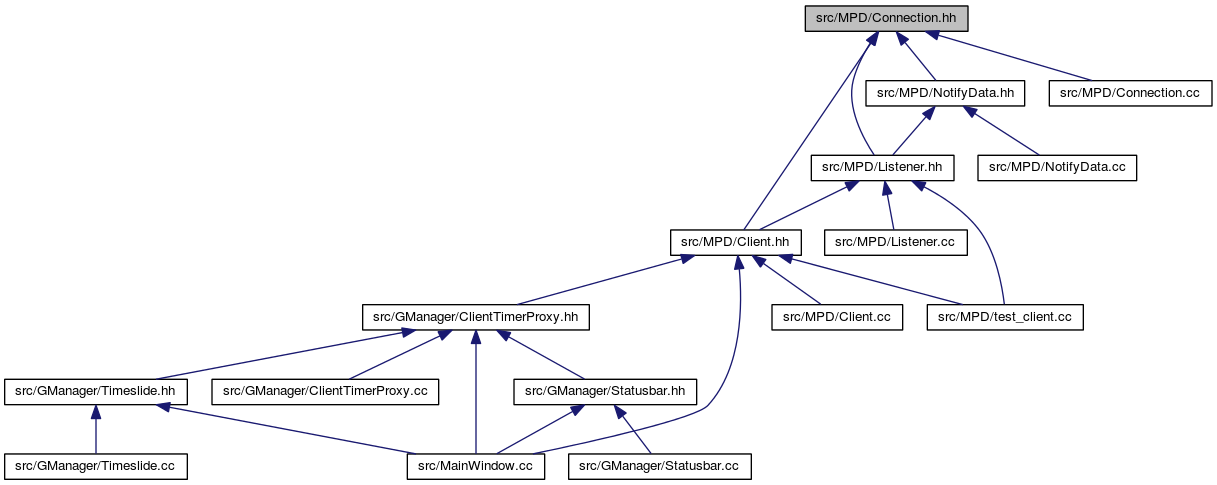 src/MPD/Connection.hh
src/MPD/NotifyData.hh
src/MPD/Connection.cc
src/MPD/Listener.hh
src/MPD/NotifyData.cc
src/MPD/Client.hh
src/MPD/Listener.cc
src/GManager/ClientTimerProxy.hh
src/MPD/Client.cc
src/MPD/test_client.cc
src/GManager/Timeslide.hh
src/GManager/ClientTimerProxy.cc
src/GManager/Statusbar.hh
src/GManager/Timeslide.cc
src/MainWindow.cc
src/GManager/Statusbar.cc